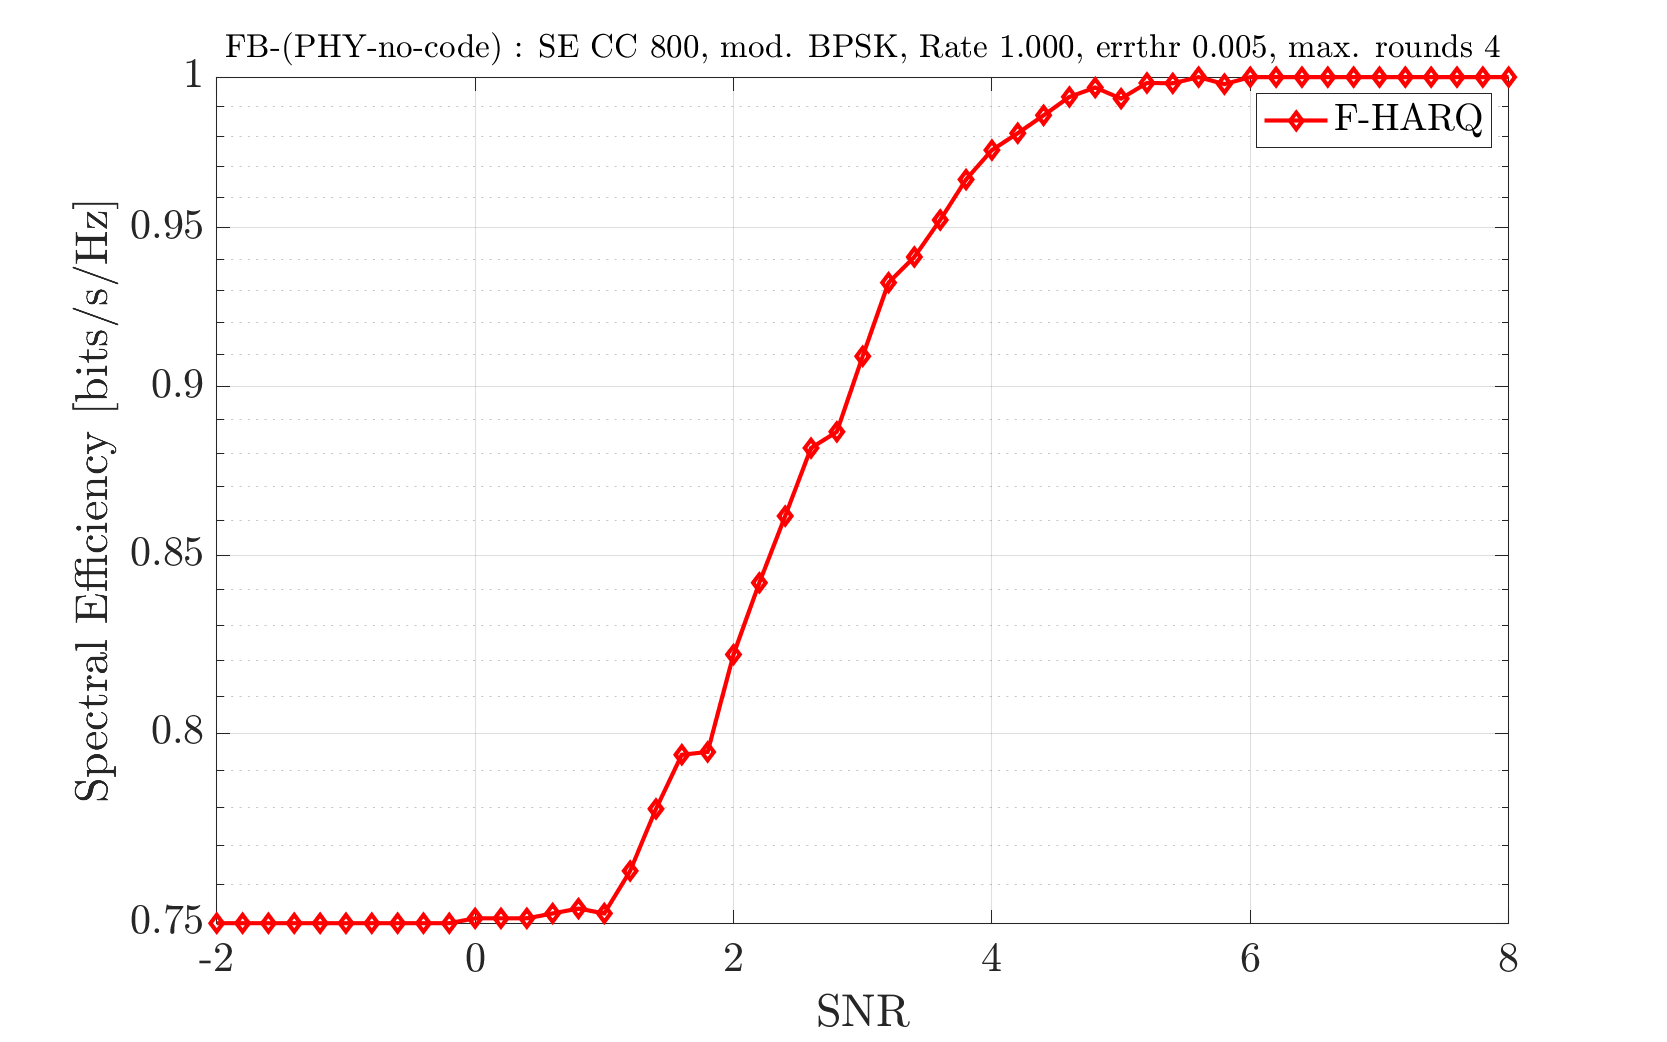 FB-(PHY-no-code) : SE CC 800, mod. BPSK, Rate 1.000, errthr 0.005, max. rounds 4
1
0.95
0.9
0.85
0.8
0.75
Spectral Efficiency [bits/s/Hz]
F-HARQ
-2 0 2 4 6 8
SNR